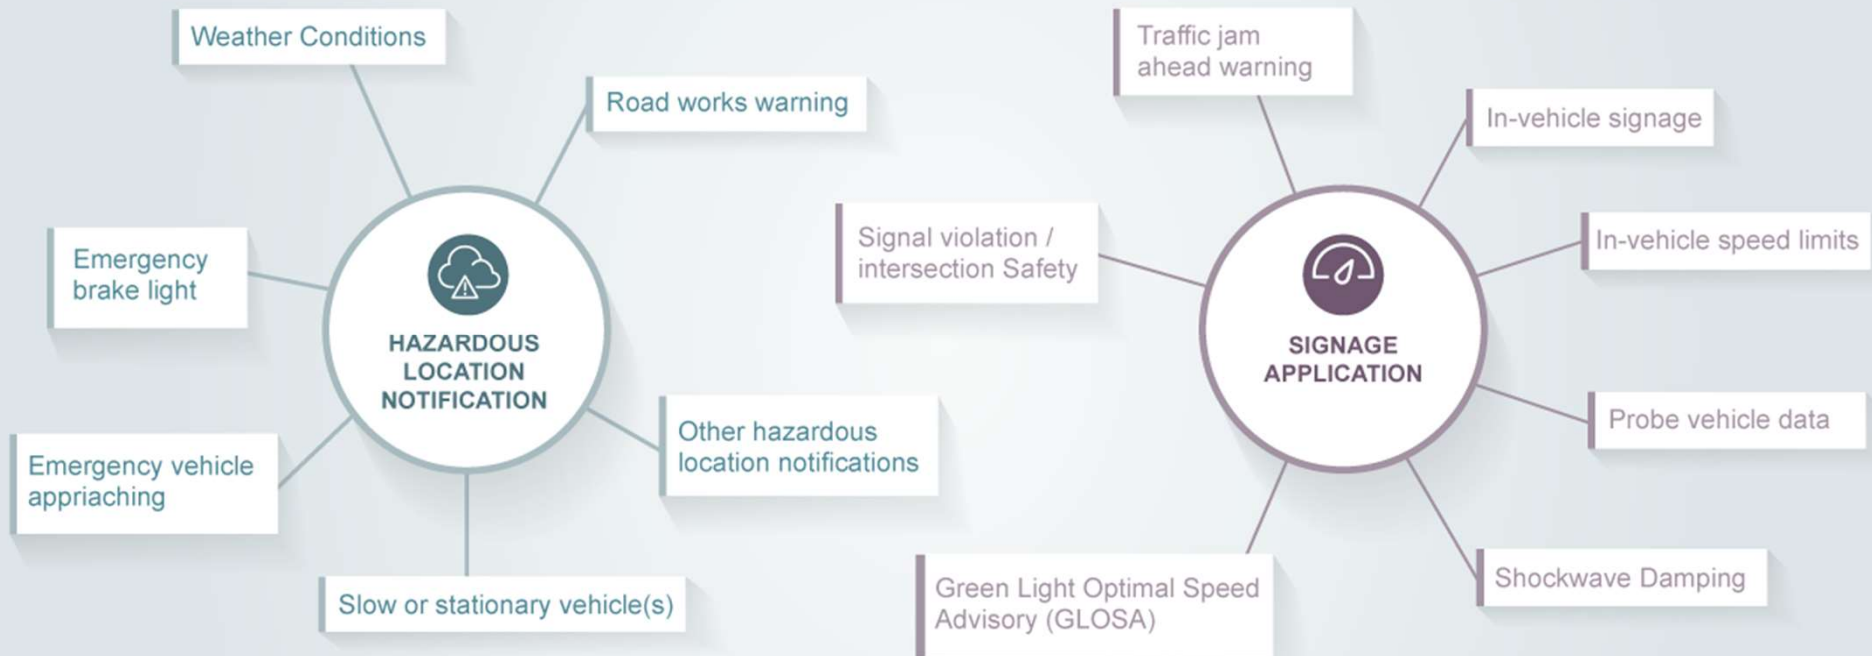 Weather Conditions
Road works warning
Emergency
brake light
HAZARDOUS
LOCATION
NOTIFICATION
Emergency vehicle
appriaching
Other hazardous
location notifications
Slow or stationary vehicle(s)
Traffic jam
ahead warning
In-vehicle signage
Signal violation /
intersection Safety
In-vehicle speed limits
SIGNAGE
APPLICATION
Probe vehicle data
Green Light Optimal Speed
Advisory (GLOSA)
Shockwave Damping